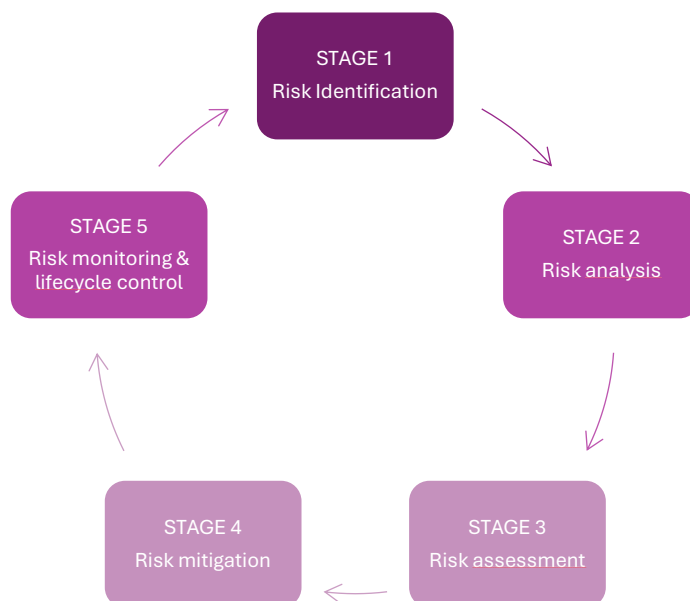 STAGE 1
Risk Identification
STAGE 2
Risk analysis
STAGE 3
Risk assessment
STAGE 4
Risk mitigation
STAGE 5
Risk monitoring &
lifecycle control